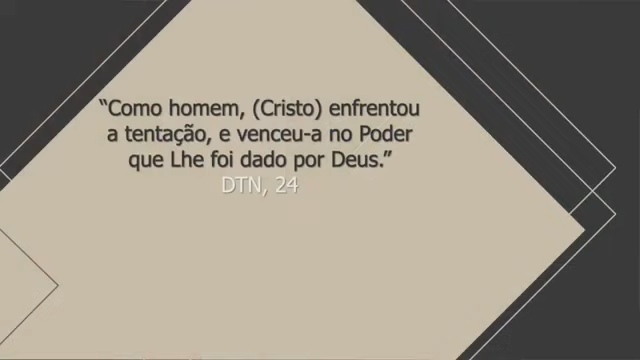 “Como homem, (Cristo) enfrentou
a tentação, e venceu-a no Poder
que Lhe foi dado por Deus.”
DTN, 24